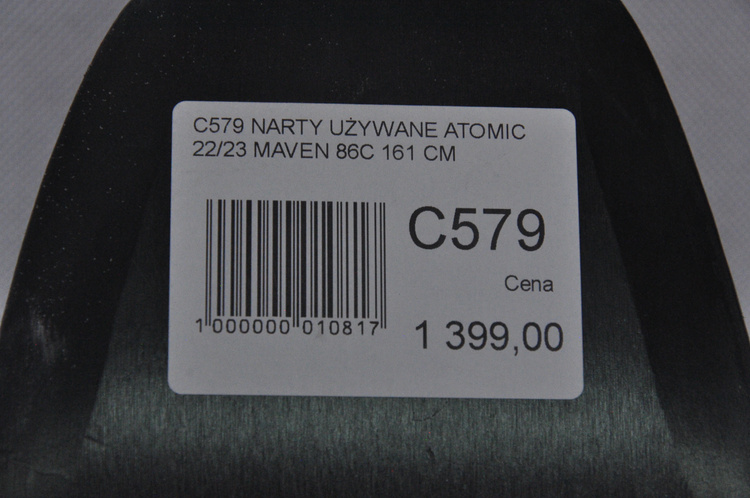 C579 NARTY UŻYWANE ATOMIC
22/23 MAVEN 86C 161 CM
C579
Cena
1 000000 010817
1 399,00